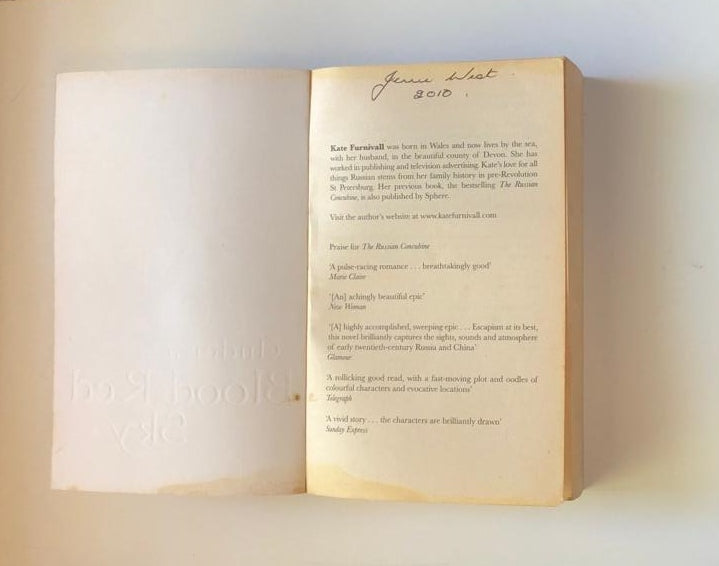 West
2010.
Under a
Blood Red
Sky
Kate Furnivall was born in Wales and now lives by the sea,
with her husband, in the beautiful county of Devon. She has
worked in publishing and television advertising. Kate's love for all
things Russian stems from her family history in pre-Revolution
St Petersburg. Her previous book, the bestselling The Russian
Concubine, is also published by Sphere.
Visit the author's website at www.katefurnivall.com
Praise for The Russian Concubine
'A pulse-racing romance . . . breathtakingly good'
Marie Claire
'[An] achingly beautiful epic'
New Woman
'[A] highly accomplished, sweeping epic . . . Escapism at its best,
this novel brilliantly captures the sights, sounds and atmosphere
of early twentieth-century Russia and China'
Glamour
'A rollicking good read, with a fast-moving plot and oodles of
colourful characters and evocative locations'
Telegraph
'A vivid story . . . the characters are brilliantly drawn'
Sunday Express